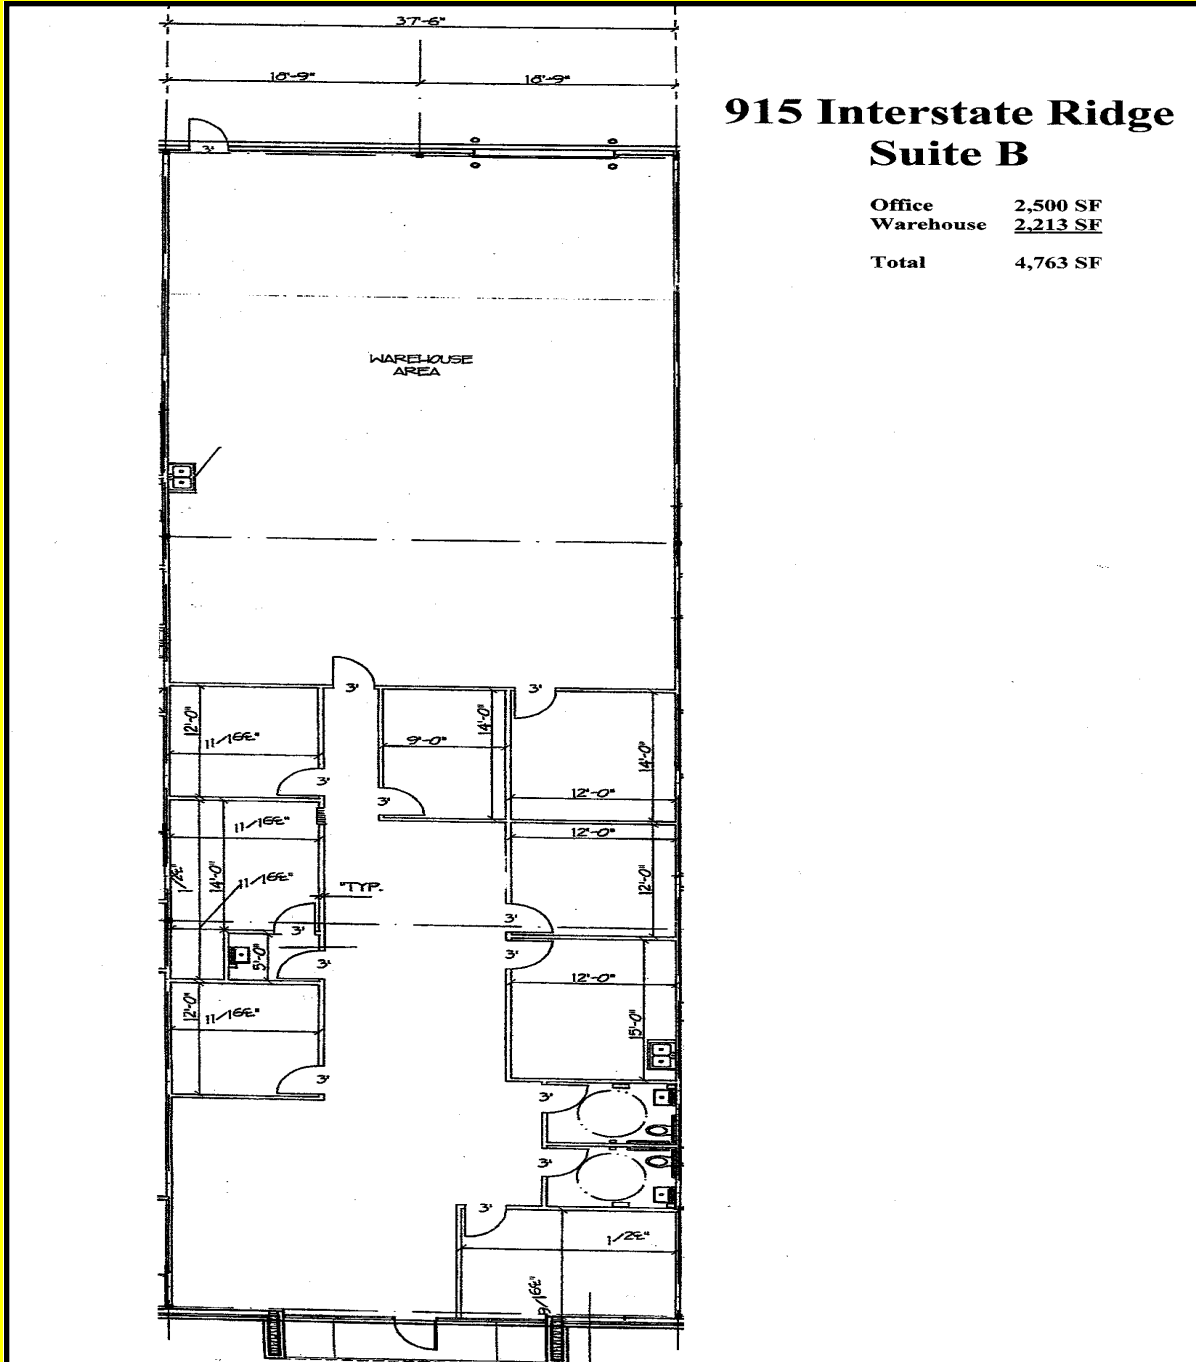 37'-6"
18'-9" 18'-9"
915 Interstate Ridge
Suite B
3'
Office 2,500 SF
Warehouse 2,213 SF
Total 4,763 SF
WAREHOUSE
AREA
3' 3'
12'-0" 14'-0"
9'-0"
14'-0"
3'
12'-0"
3'
12'-0"
14'-0" 12'-0"
"TYP.
3'
3'
5'-0" 3' 3'
12'-0"
12'-0"
15'-0"
3'
3'
3'
3'